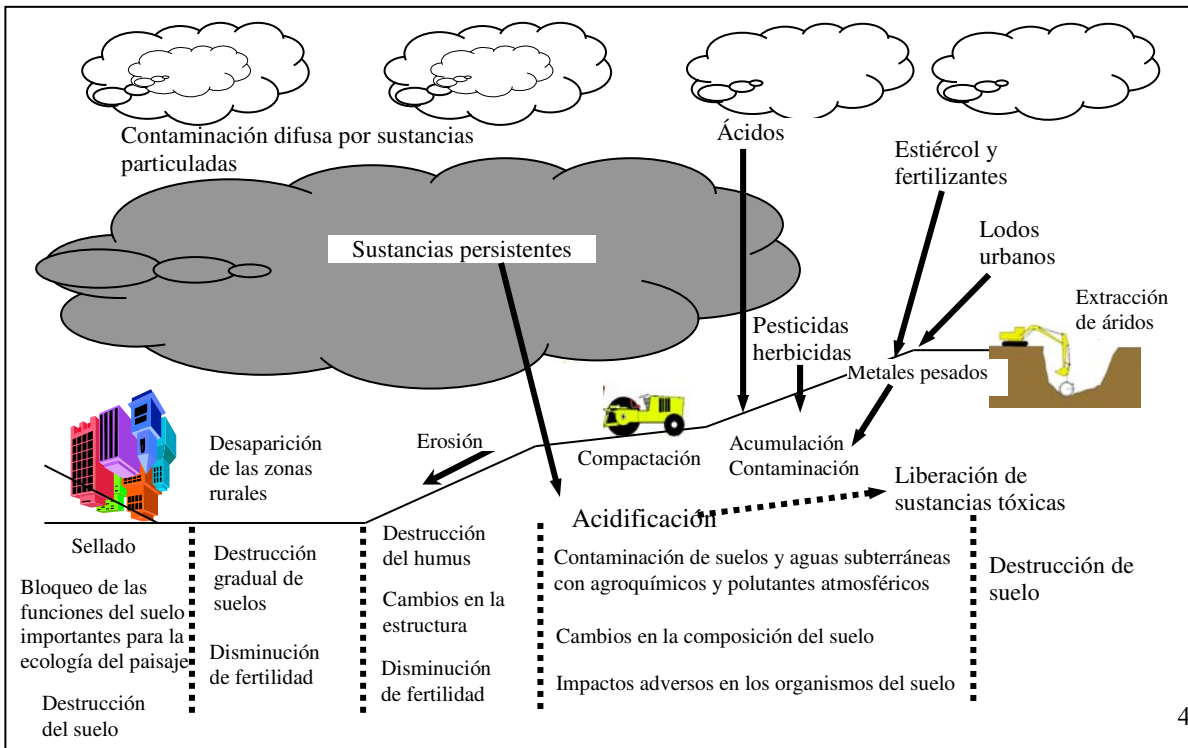 Contaminación difusa por sustancias
particuladas
Ácidos
Estiércol y
fertilizantes
Sustancias persistentes
Lodos
urbanos
Extracción
de áridos
Pesticidas
herbicidas
Metales pesados
Desaparición
de las zonas
rurales
Erosión
Compactación
Acumulación
Contaminación
Liberación de
sustancias tóxicas
Acidificación
Sellado
Bloqueo de las
funciones del suelo
importantes para la
ecología del paisaje
Destrucción
del suelo
Destrucción
gradual de
suelos
Disminución
de fertilidad
Destrucción
del humus
Cambios en la
estructura
Disminución
de fertilidad
Contaminación de suelos y aguas subterráneas
con agroquímicos y polutantes atmosféricos
Cambios en la composición del suelo
Impactos adversos en los organismos del suelo
Destrucción de
suelo
4